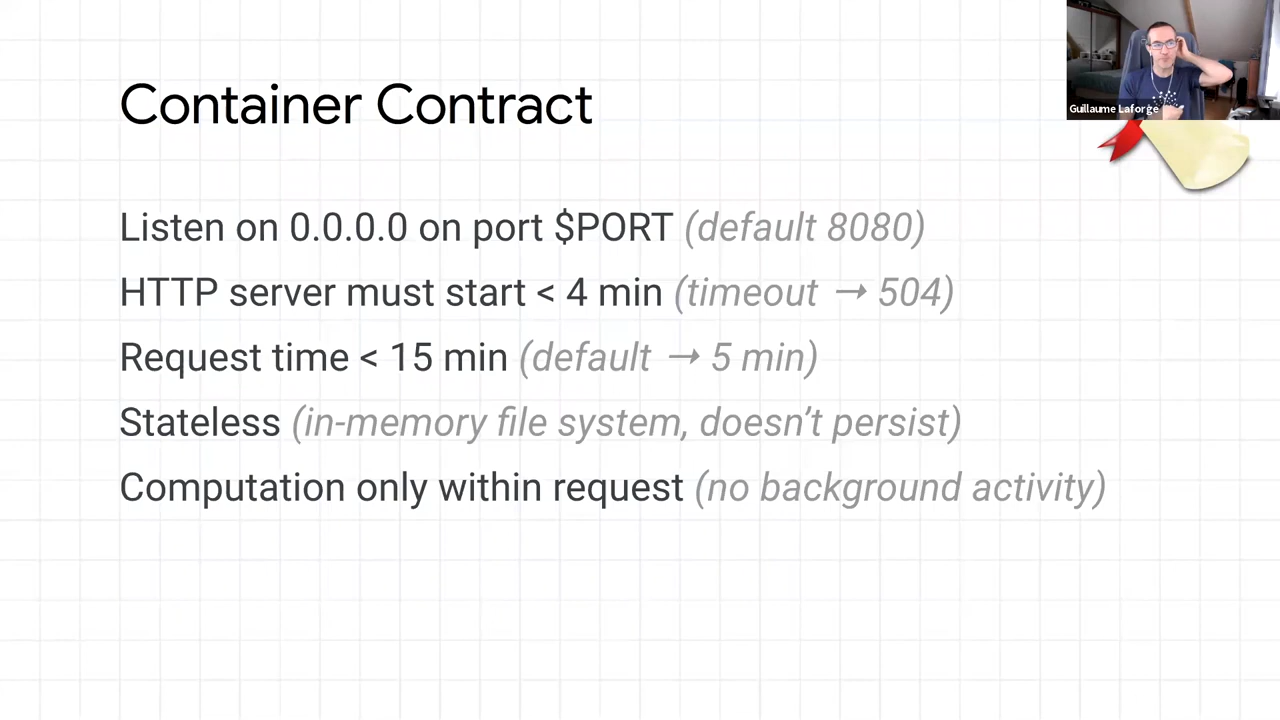 Container Contract
Guillaume Laforge
Listen on 0.0.0.0 on port $PORT (default 8080)
HTTP server must start < 4 min (timeout → 504)
Request time < 15 min (default → 5 min)
Stateless (in-memory file system, doesn’t persist)
Computation only within request (no background activity)